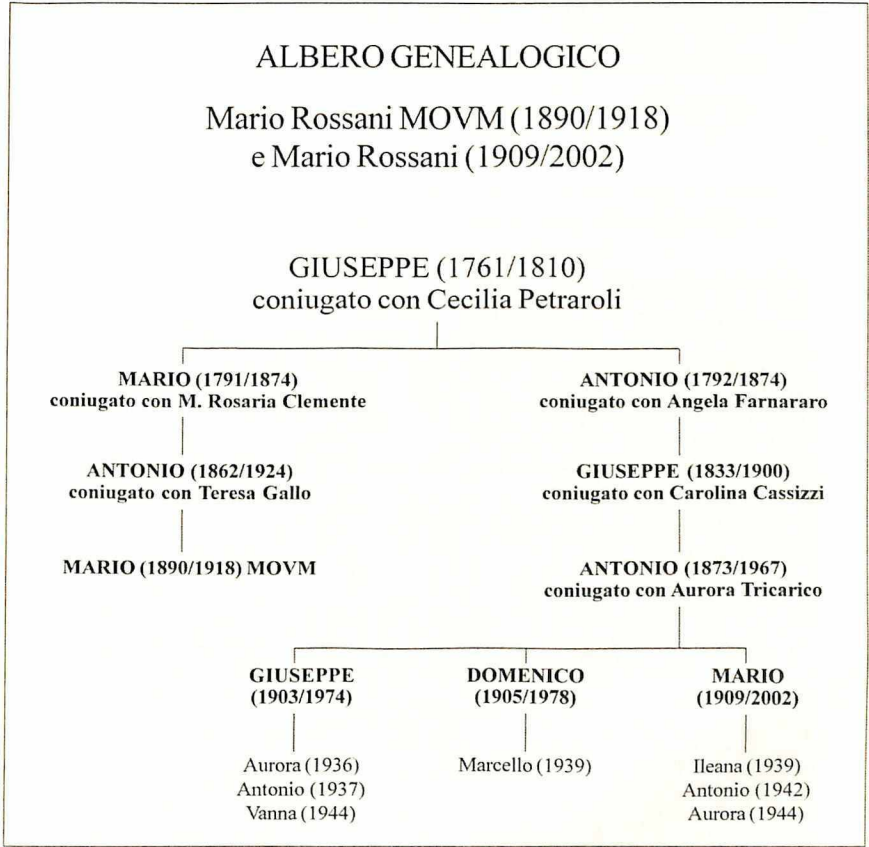 ALBERO GENEALOGICO
Mario Rossani MOVM (1890/1918)
e Mario Rossani (1909/2002)
GIUSEPPE (1761/1810)
coniugato con Cecilia Petraroli
MARIO (1791/1874)
coniugato con M. Rosaria Clemente
ANTONIO (1792/1874)
coniugato con Angela Farnararo
ANTONIO (1862/1924)
coniugato con Teresa Gallo
GIUSEPPE (1833/1900)
coniugato con Carolina Cassizzi
MARIO (1890/1918) MOVM
ANTONIO (1873/1967)
coniugato con Aurora Tricarico
GIUSEPPE
(1903/1974)
DOMENICO
(1905/1978)
MARIO
(1909/2002)
Aurora (1936)
Antonio (1937)
Vanna (1944)
Marcello (1939)
Ileana (1939)
Antonio (1942)
Aurora (1944)